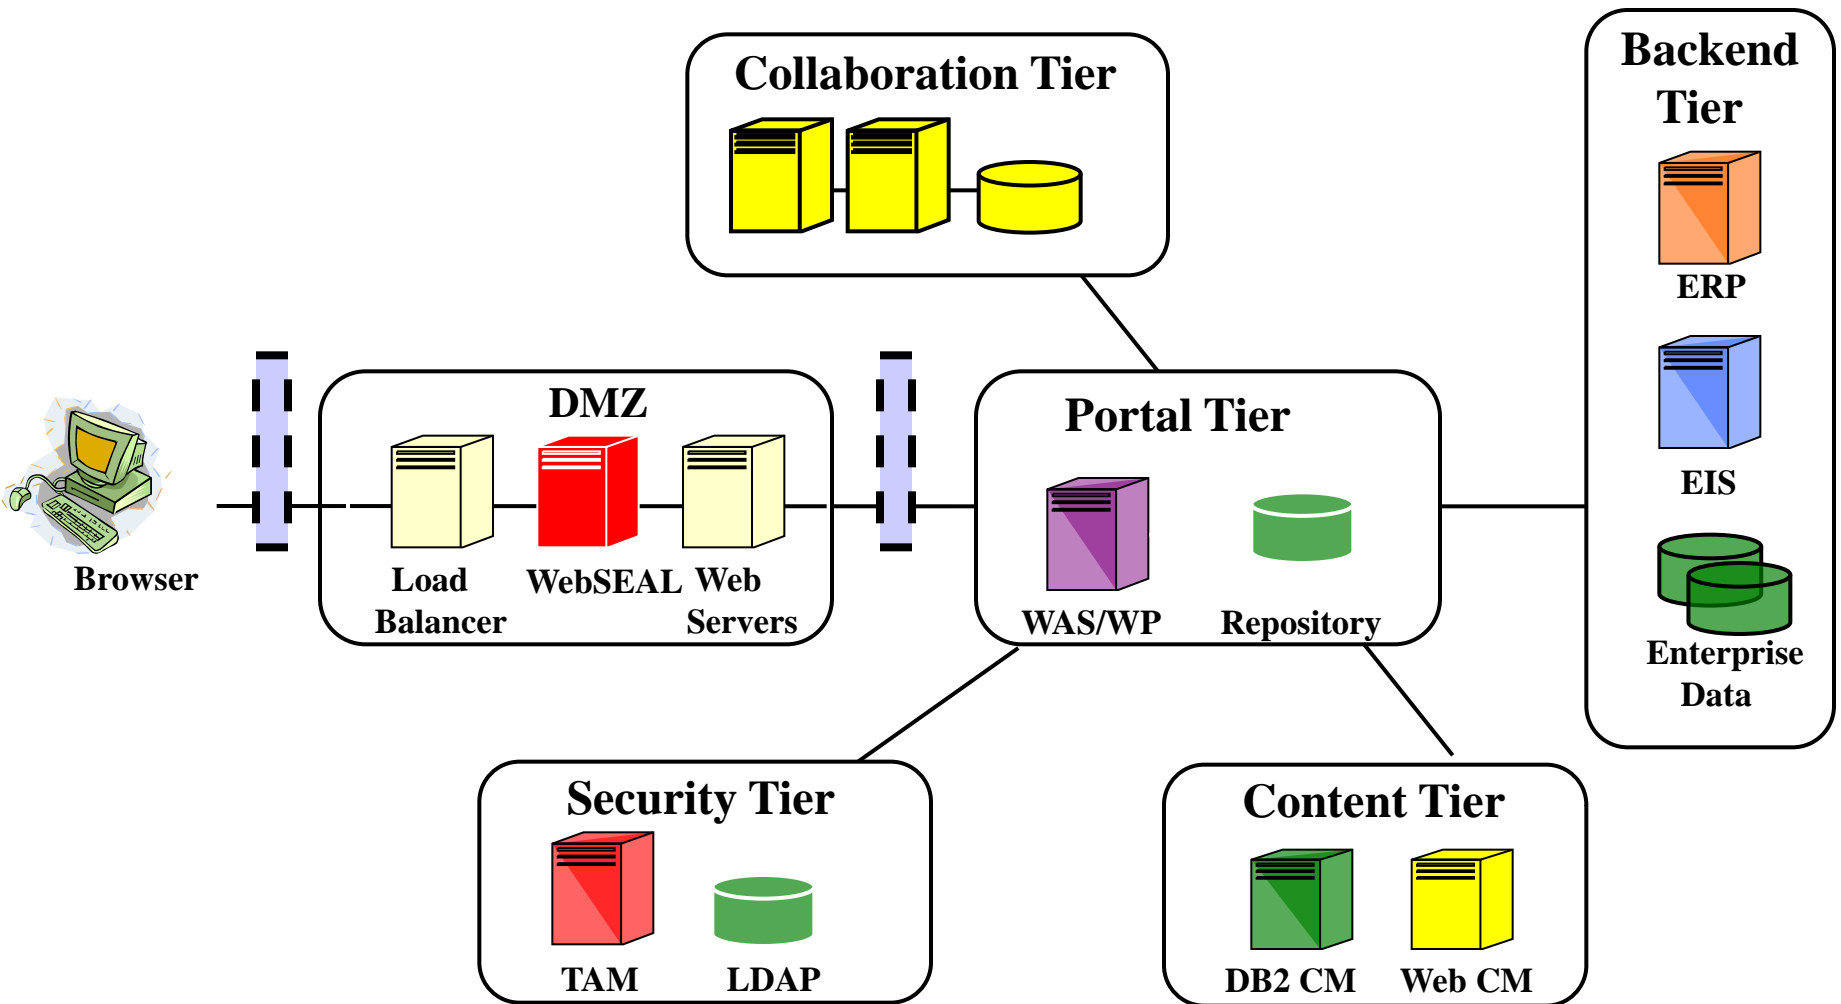 Collaboration Tier
Backend
Tier
ERP
EIS
Enterprise
Data
DMZ
Load
Balancer
WebSEAL
Web
Servers
Browser
Portal Tier
WAS/WP
Repository
Security Tier
TAM
LDAP
Content Tier
DB2 CM
Web CM